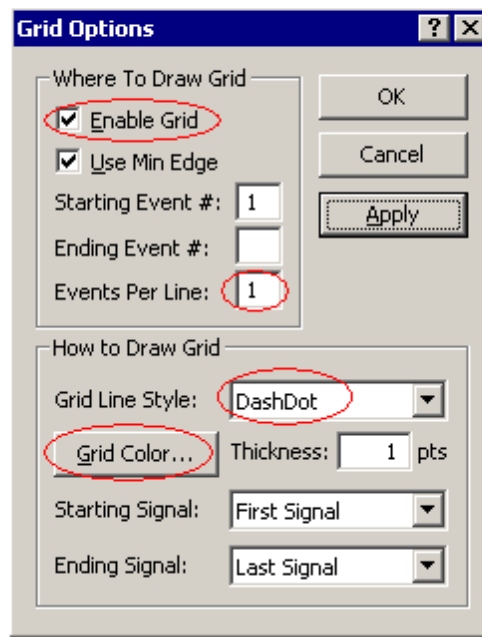 Grid Options
Where To Draw Grid
Enable Grid
Use Min Edge
Starting Event #: 1
Ending Event #:
Events Per Line: 1
OK
Cancel
Apply
How to Draw Grid
Grid Line Style: DashDot
Grid Color... Thickness: 1 pts
Starting Signal: First Signal
Ending Signal: Last Signal